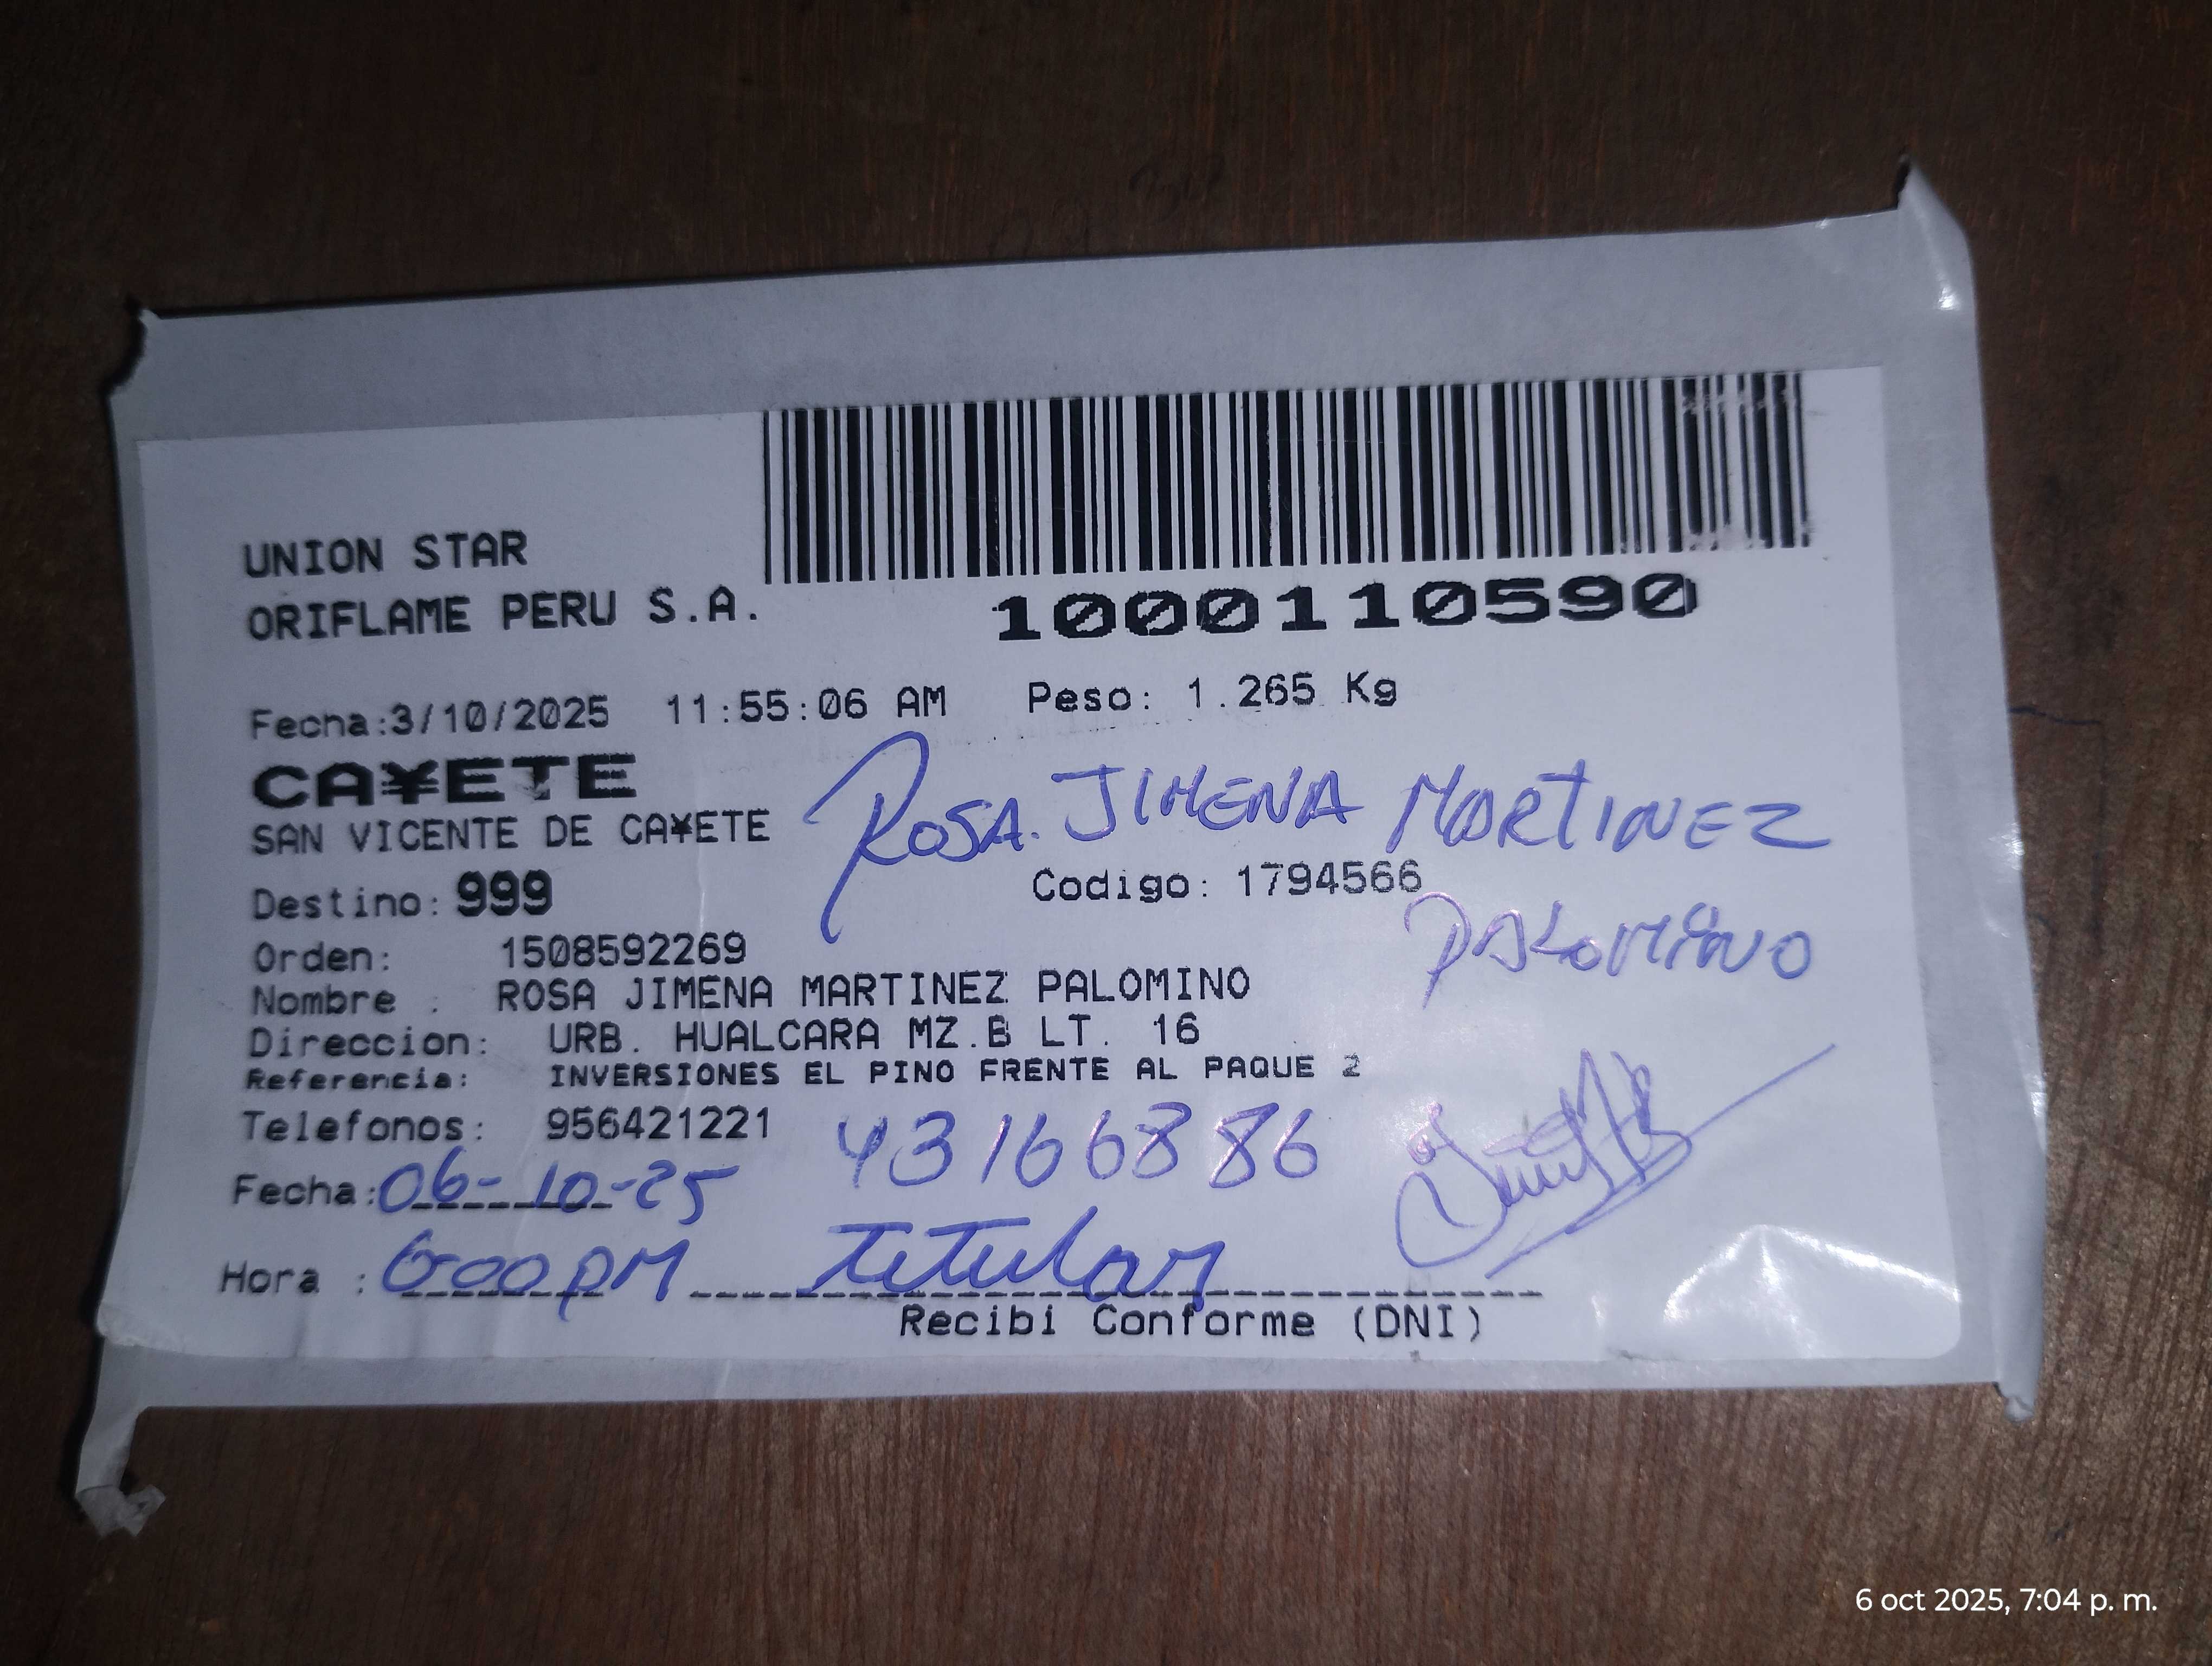 UNION STAR
ORIFLAME PERU S.A.
1000110590
Fecha:3/10/2025 11:55:06 AM Peso: 1.265 Kg
CA¥ETE
SAN VICENTE DE CA¥ETE
ROSA. JIMENA MARTINEZ
Destino: 999
Codigo: 1794566
PALOMINO
Orden: 1508592269
Nombre : ROSA JIMENA MARTINEZ PALOMINO
Direccion: URB. HUALCARA MZ.B LT. 16
Referencia: INVERSIONES EL PINO FRENTE AL PAQUE 2
Telefonos: 956421221
43166886
Fecha: 06-10-25
Hora : 6:00 pM
titular
Recibi Conforme (DNI)
6 oct 2025, 7:04 p. m.